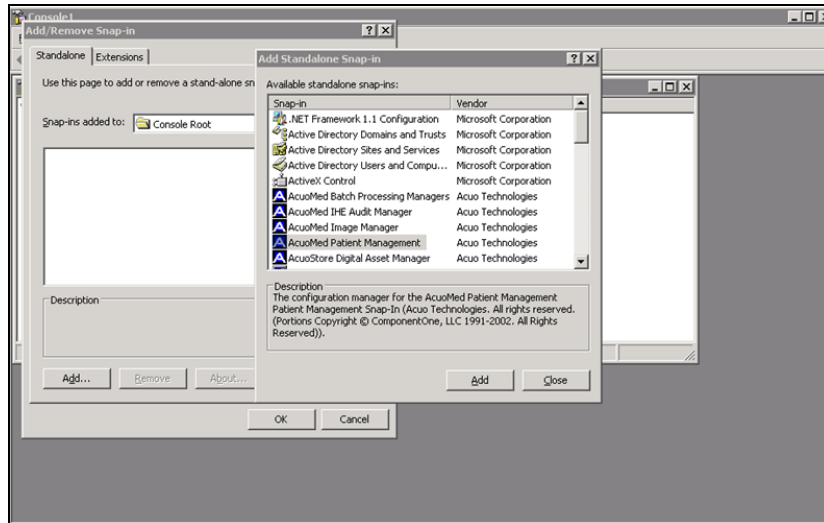 Console1
Add/Remove Snap-in
Standalone
Extensions
Use this page to add or remove a stand-alone sn
Snap-ins added to:
Console Root
Description
Add...
Remove
About...
OK
Cancel
Add Standalone Snap-in
Available standalone snap-ins:
Snap-in Vendor
.NET Framework 1.1 Configuration Microsoft Corporation
Active Directory Domains and Trusts Microsoft Corporation
Active Directory Sites and Services Microsoft Corporation
Active Directory Users and Compu... Microsoft Corporation
ActiveX Control Microsoft Corporation
AcuoMed Batch Processing Managers Acuo Technologies
AcuoMed IHE Audit Manager Acuo Technologies
AcuoMed Image Manager Acuo Technologies
AcuoMed Patient Management Acuo Technologies
AcuoStore Digital Asset Manager Acuo Technologies
Description
The configuration manager for the AcuoMed Patient Management
Patient Management Snap-In (Acuo Technologies. All rights reserved.
(Portions Copyright © ComponentOne, LLC 1991-2002. All Rights
Reserved)).
Add
Close